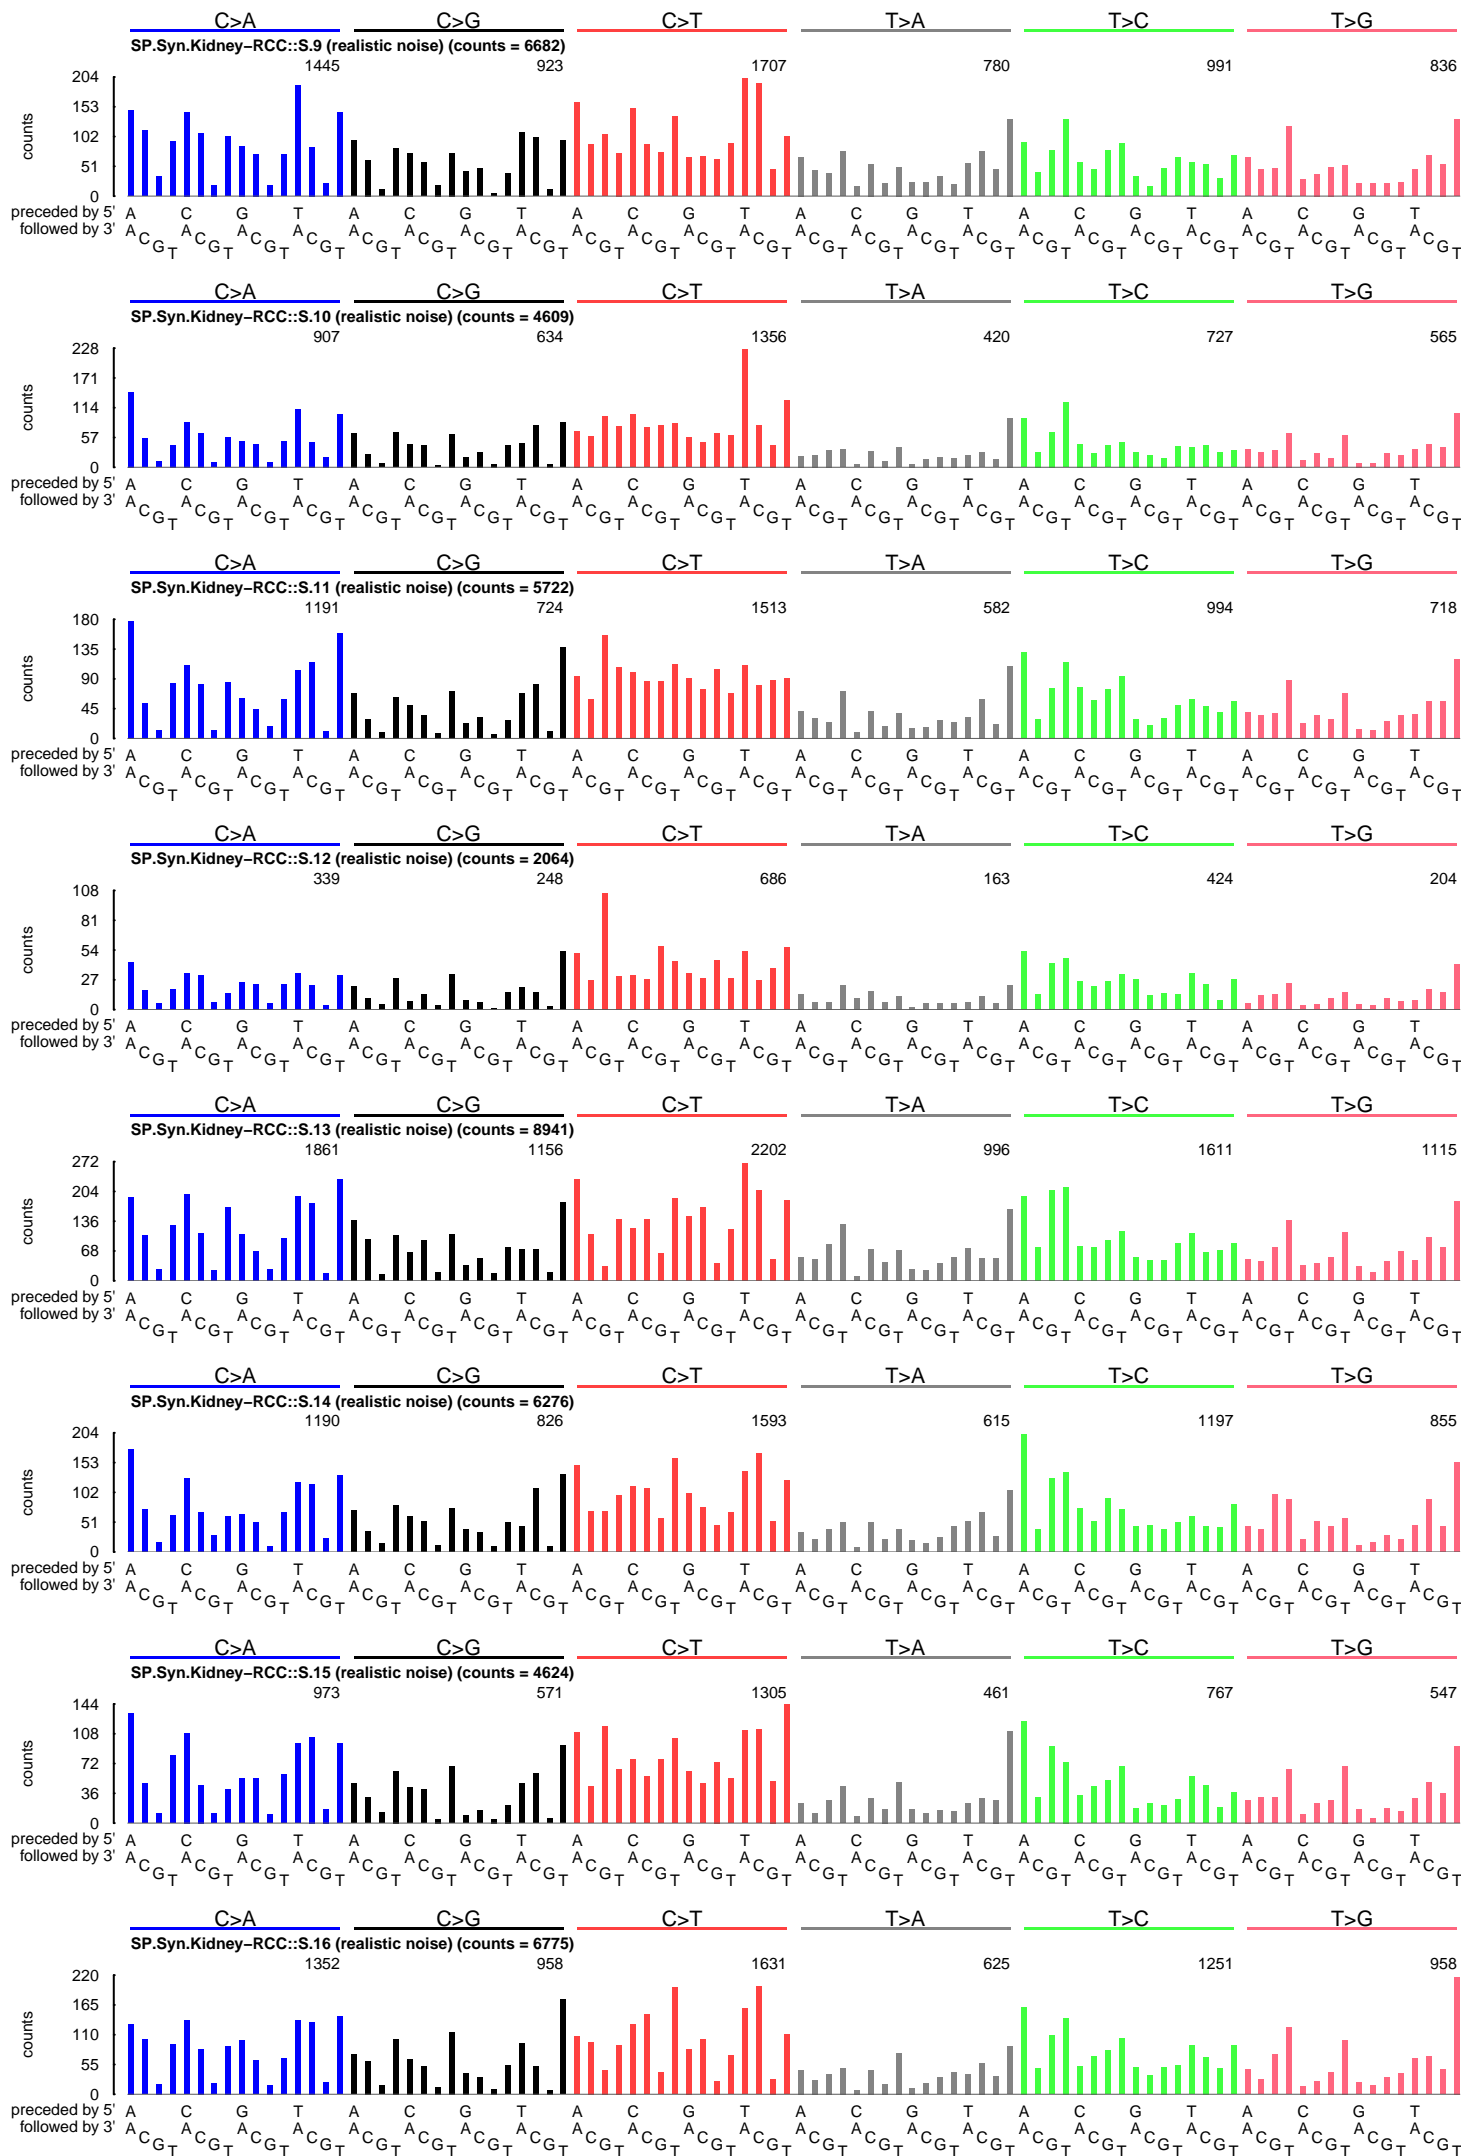 C>A C>G C>T T>A T>C T>G
SP.Syn.Kidney−RCC::S.9 (realistic noise) (counts = 6682)
1445 923 1707 780 991 836
204
153
102
51
0
counts
preceded by 5' A C G T A C G T A C G T A C G T A C G T A C G T
followed by 3' A C G T A C G T A C G T A C G T A C G T A C G T A C G T A C G T A C G T A C G T A C G T A C G T A C G T A C G T A C G T A C G T A C G T A C G T A C G T A C G T A C G T A C G T A C G T A C G T
C>A C>G C>T T>A T>C T>G
SP.Syn.Kidney−RCC::S.10 (realistic noise) (counts = 4609)
907 634 1356 420 727 565
228
171
114
57
0
counts
preceded by 5' A C G T A C G T A C G T A C G T A C G T A C G T
followed by 3' A C G T A C G T A C G T A C G T A C G T A C G T A C G T A C G T A C G T A C G T A C G T A C G T A C G T A C G T A C G T A C G T A C G T A C G T A C G T A C G T A C G T A C G T A C G T A C G T
C>A C>G C>T T>A T>C T>G
SP.Syn.Kidney−RCC::S.11 (realistic noise) (counts = 5722)
1191 724 1513 582 994 718
180
135
90
45
0
counts
preceded by 5' A C G T A C G T A C G T A C G T A C G T A C G T
followed by 3' A C G T A C G T A C G T A C G T A C G T A C G T A C G T A C G T A C G T A C G T A C G T A C G T A C G T A C G T A C G T A C G T A C G T A C G T A C G T A C G T A C G T A C G T A C G T A C G T
C>A C>G C>T T>A T>C T>G
SP.Syn.Kidney−RCC::S.12 (realistic noise) (counts = 2064)
339 248 686 163 424 204
108
81
54
27
0
counts
preceded by 5' A C G T A C G T A C G T A C G T A C G T A C G T
followed by 3' A C G T A C G T A C G T A C G T A C G T A C G T A C G T A C G T A C G T A C G T A C G T A C G T A C G T A C G T A C G T A C G T A C G T A C G T A C G T A C G T A C G T A C G T A C G T A C G T
C>A C>G C>T T>A T>C T>G
SP.Syn.Kidney−RCC::S.13 (realistic noise) (counts = 8941)
1861 1156 2202 996 1611 1115
272
204
136
68
0
counts
preceded by 5' A C G T A C G T A C G T A C G T A C G T A C G T
followed by 3' A C G T A C G T A C G T A C G T A C G T A C G T A C G T A C G T A C G T A C G T A C G T A C G T A C G T A C G T A C G T A C G T A C G T A C G T A C G T A C G T A C G T A C G T A C G T A C G T
C>A C>G C>T T>A T>C T>G
SP.Syn.Kidney−RCC::S.14 (realistic noise) (counts = 6276)
1190 826 1593 615 1197 855
204
153
102
51
0
counts
preceded by 5' A C G T A C G T A C G T A C G T A C G T A C G T
followed by 3' A C G T A C G T A C G T A C G T A C G T A C G T A C G T A C G T A C G T A C G T A C G T A C G T A C G T A C G T A C G T A C G T A C G T A C G T A C G T A C G T A C G T A C G T A C G T A C G T
C>A C>G C>T T>A T>C T>G
SP.Syn.Kidney−RCC::S.15 (realistic noise) (counts = 4624)
973 571 1305 461 767 547
144
108
72
36
0
counts
preceded by 5' A C G T A C G T A C G T A C G T A C G T A C G T
followed by 3' A C G T A C G T A C G T A C G T A C G T A C G T A C G T A C G T A C G T A C G T A C G T A C G T A C G T A C G T A C G T A C G T A C G T A C G T A C G T A C G T A C G T A C G T A C G T A C G T
C>A C>G C>T T>A T>C T>G
SP.Syn.Kidney−RCC::S.16 (realistic noise) (counts = 6775)
1352 958 1631 625 1251 958
220
165
110
55
0
counts
preceded by 5' A C G T A C G T A C G T A C G T A C G T A C G T
followed by 3' A C G T A C G T A C G T A C G T A C G T A C G T A C G T A C G T A C G T A C G T A C G T A C G T A C G T A C G T A C G T A C G T A C G T A C G T A C G T A C G T A C G T A C G T A C G T A C G T